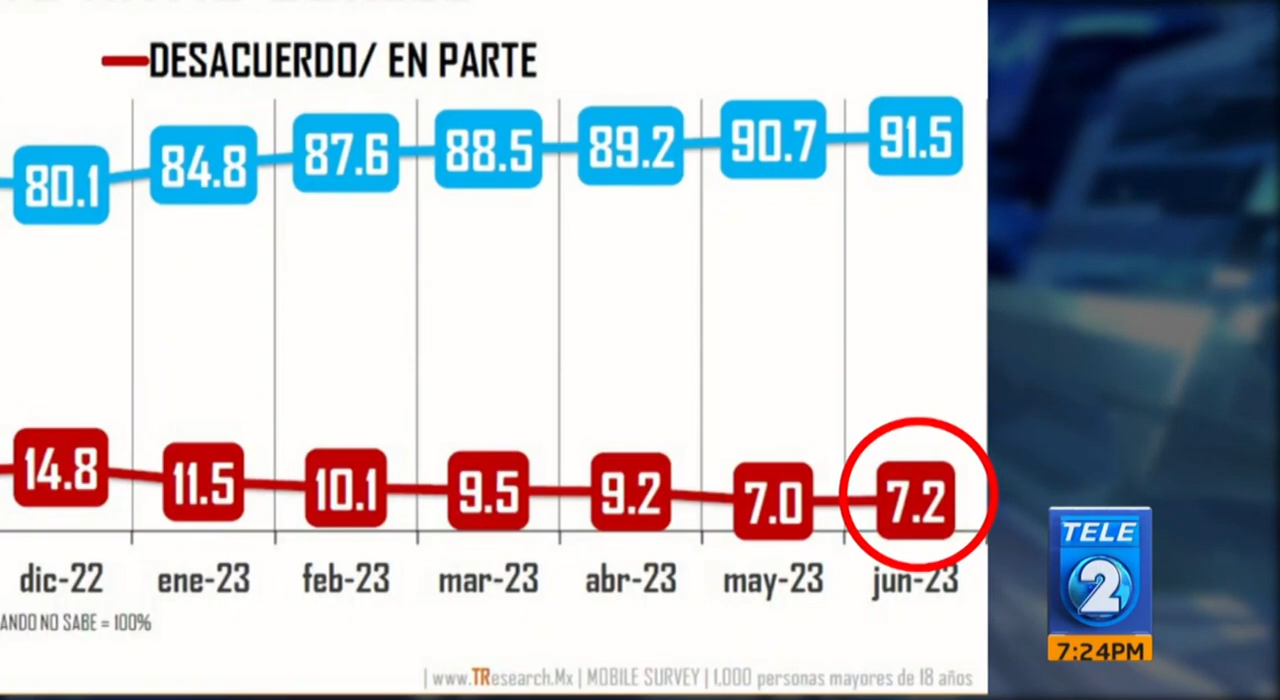 DESACUERDO/ EN PARTE
80.1 84.8 87.6 88.5 89.2 90.7 91.5
14.8 11.5 10.1 9.5 9.2 7.0 7.2
dic-22 ene-23 feb-23 mar-23 abr-23 may-23 jun-23
ANDO NO SABE = 100%
| www.TResearch.Mx | MOBILE SURVEY | 1,000 personas mayores de 18 años
TELE
2
7:24PM